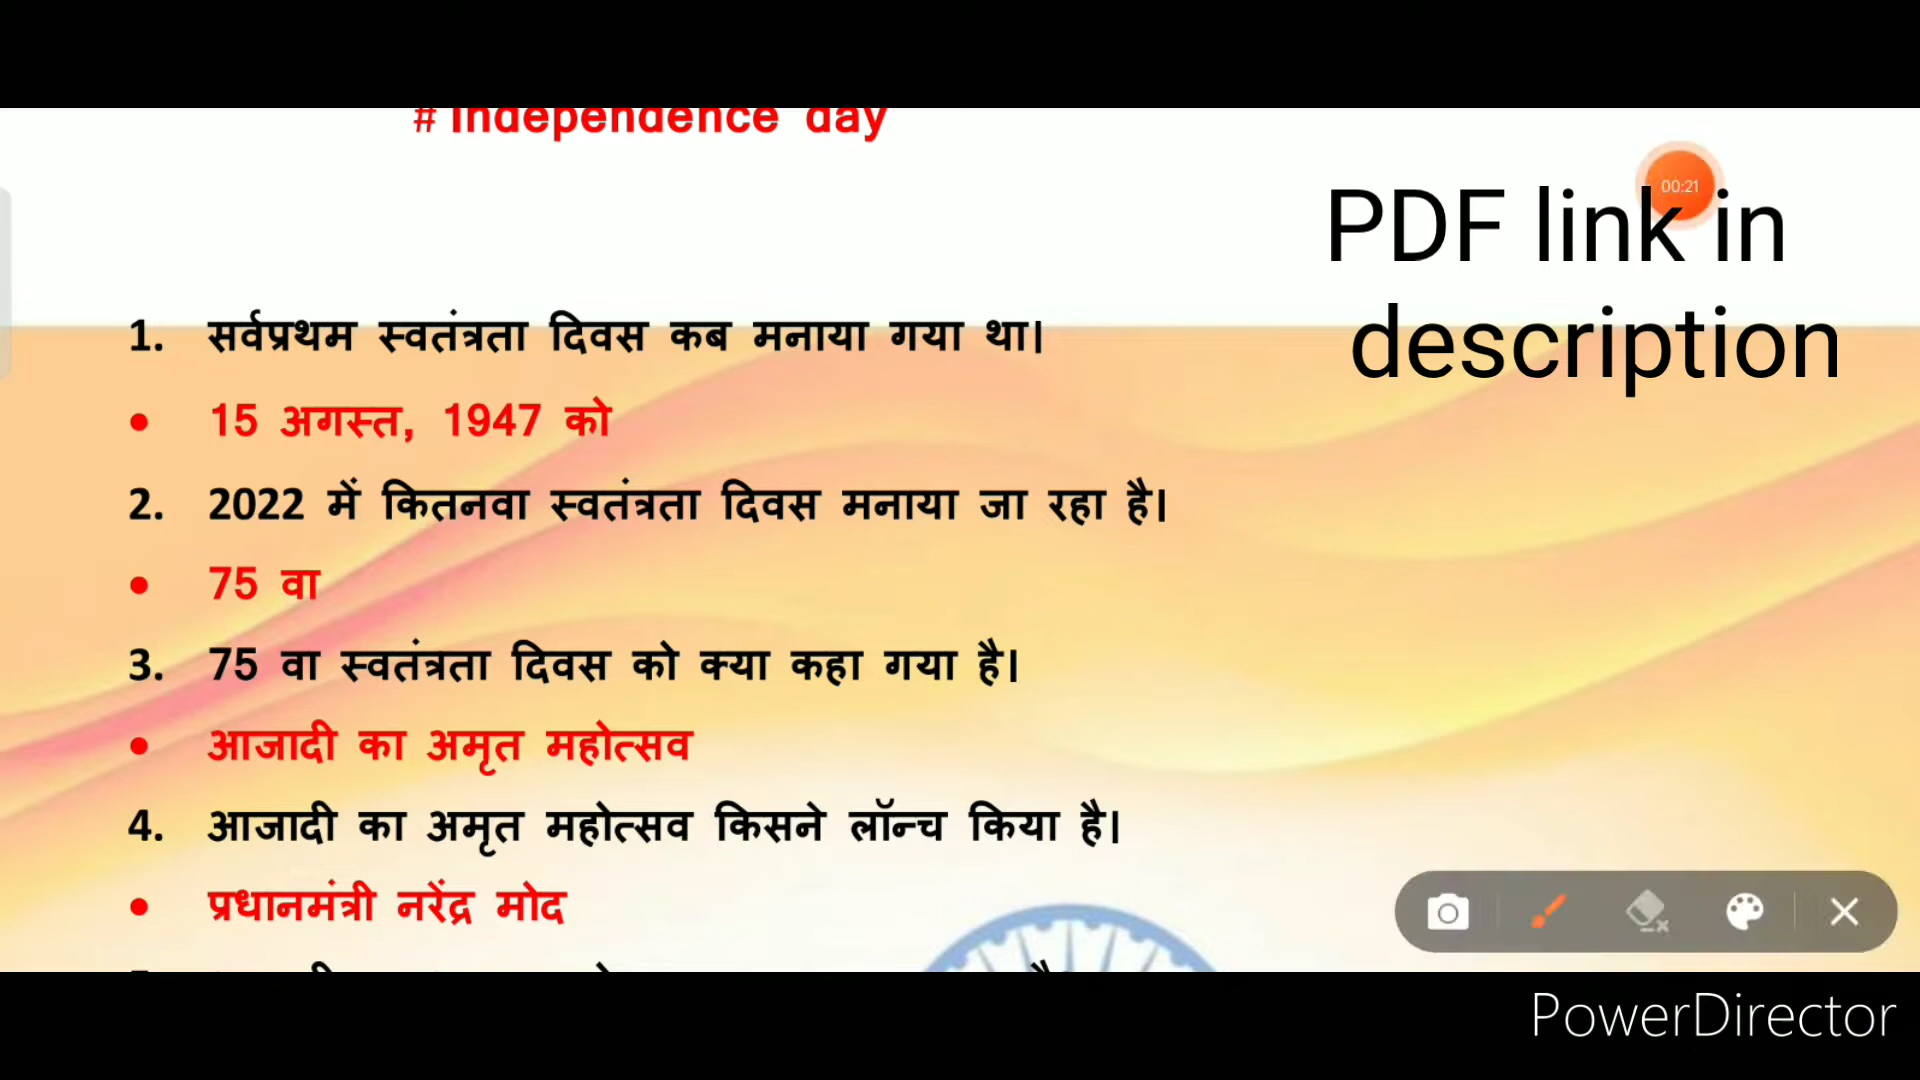 # Independence day
00:21
PDF link in
description
1. सर्वप्रथम स्वतंत्रता दिवस कब मनाया गया था।
• 15 अगस्त, 1947 को
2. 2022 में कितनवा स्वतंत्रता दिवस मनाया जा रहा है।
• 75 वा
3. 75 वा स्वतंत्रता दिवस को क्या कहा गया है।
• आजादी का अमृत महोत्सव
4. आजादी का अमृत महोत्सव किसने लॉन्च किया है।
• प्रधानमंत्री नरेंद्र मोद
PowerDirector